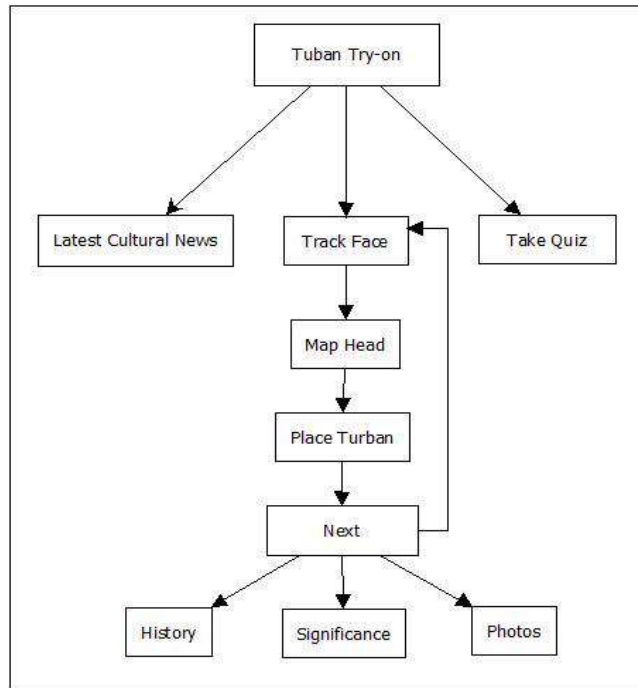 Tuban Try-on
Latest Cultural News
Track Face
Take Quiz
Map Head
Place Turban
Next
History
Significance
Photos